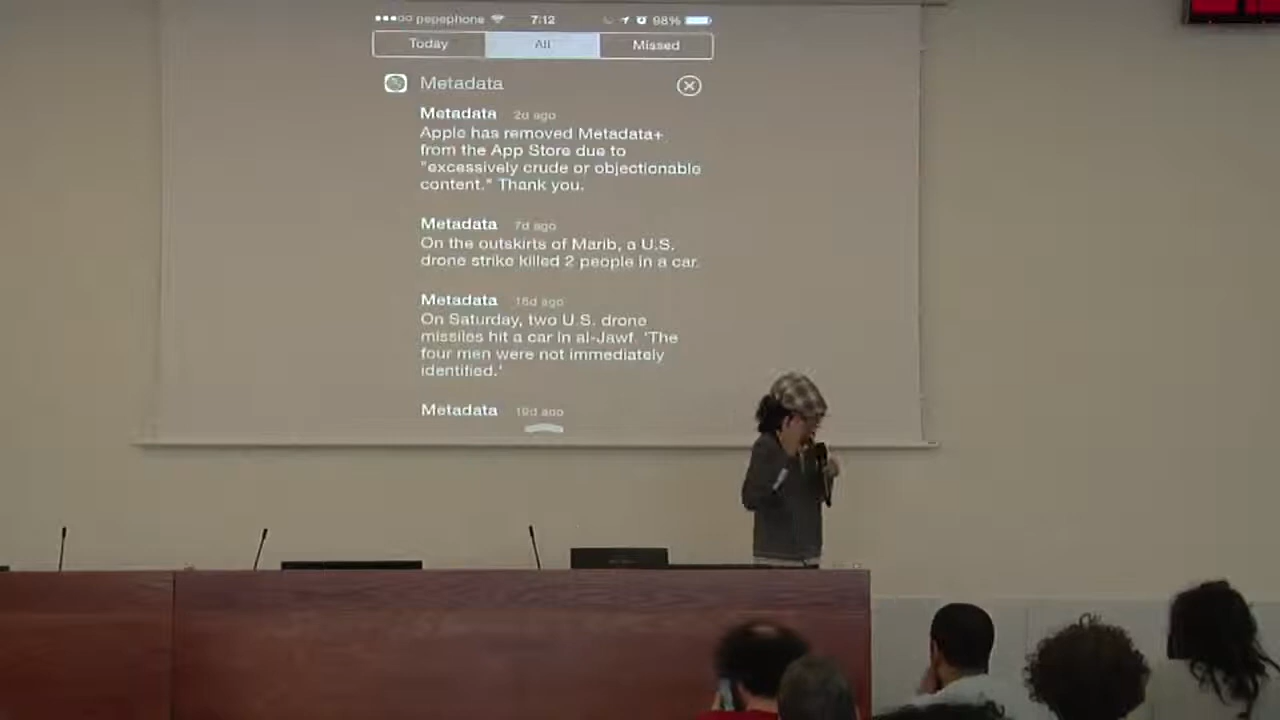 pepephone 7:12 98%
Today All Missed
Metadata
Metadata 2d ago
Apple has removed Metadata+
from the App Store due to
"excessively crude or objectionable
content." Thank you.
Metadata 7d ago
On the outskirts of Marib, a U.S.
drone strike killed 2 people in a car.
Metadata 16d ago
On Saturday, two U.S. drone
missiles hit a car in al-Jawf. 'The
four men were not immediately
identified.'
Metadata 19d ago